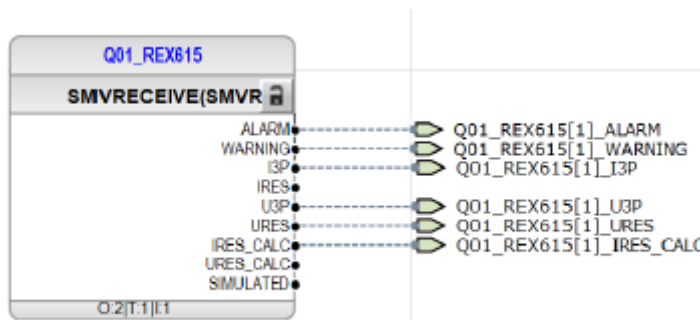 Q01_REX615
SMVRECEIVE(SMVR
ALARM Q01_REX615[1]_ALARM
WARNING Q01_REX615[1]_WARNING
I3P Q01_REX615[1]_I3P
IRES
U3P Q01_REX615[1]_U3P
URES Q01_REX615[1]_URES
IRES_CALC Q01_REX615[1]_IRES_CALC
URES_CALC
SIMULATED
O:2|T:1|I:1